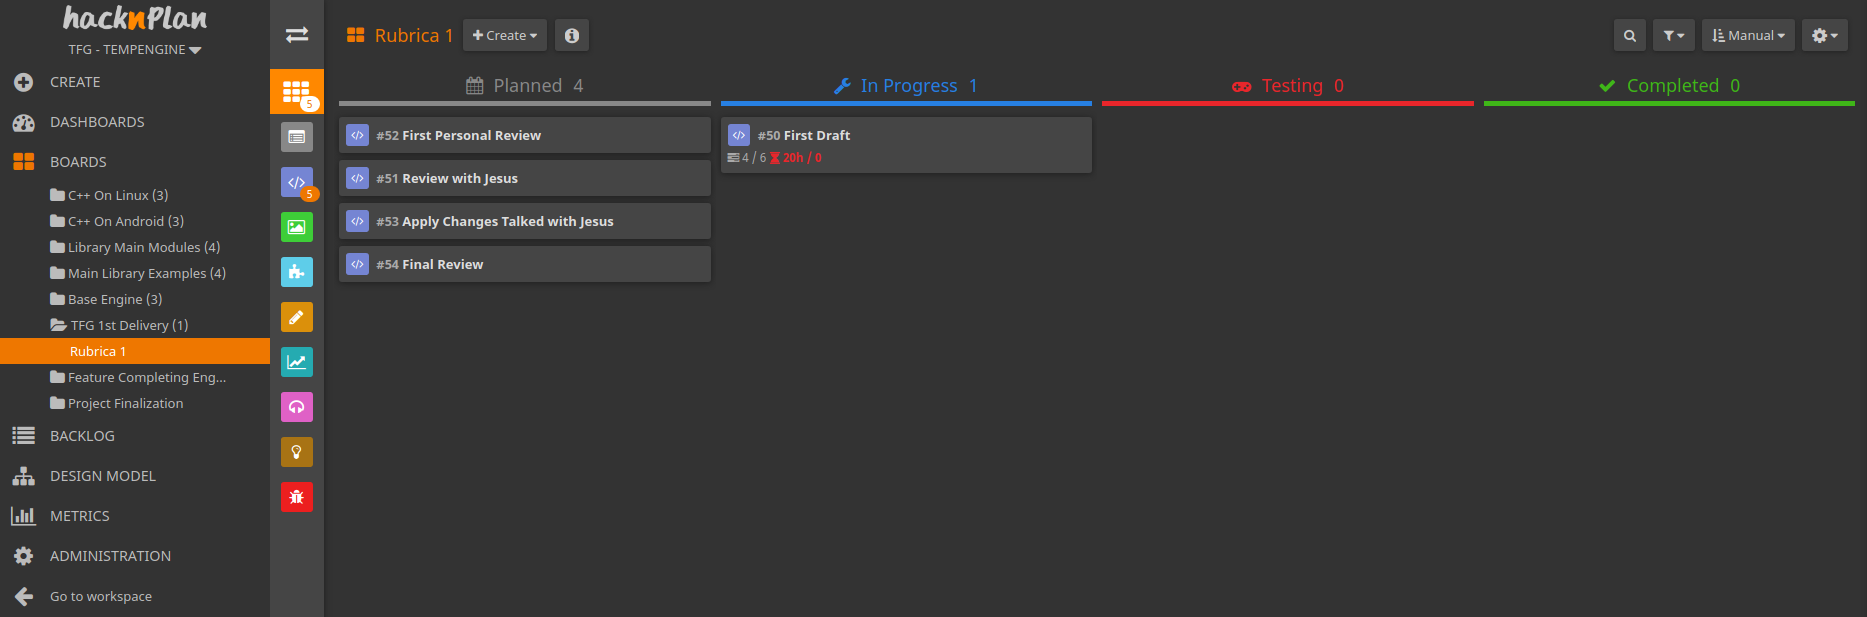 hacknPlan
TFG - TEMPENGINE
CREATE
DASHBOARDS
BOARDS
C++ On Linux (3)
C++ On Android (3)
Library Main Modules (4)
Main Library Examples (4)
Base Engine (3)
TFG 1st Delivery (1)
Rubrica 1
Feature Completing Eng...
Project Finalization
BACKLOG
DESIGN MODEL
METRICS
ADMINISTRATION
Go to workspace
5
5
Rubrica 1
Create
Manual
Planned 4
#52 First Personal Review
#51 Review with Jesus
#53 Apply Changes Talked with Jesus
#54 Final Review
In Progress 1
#50 First Draft
4 / 6 20h / 0
Testing 0
Completed 0